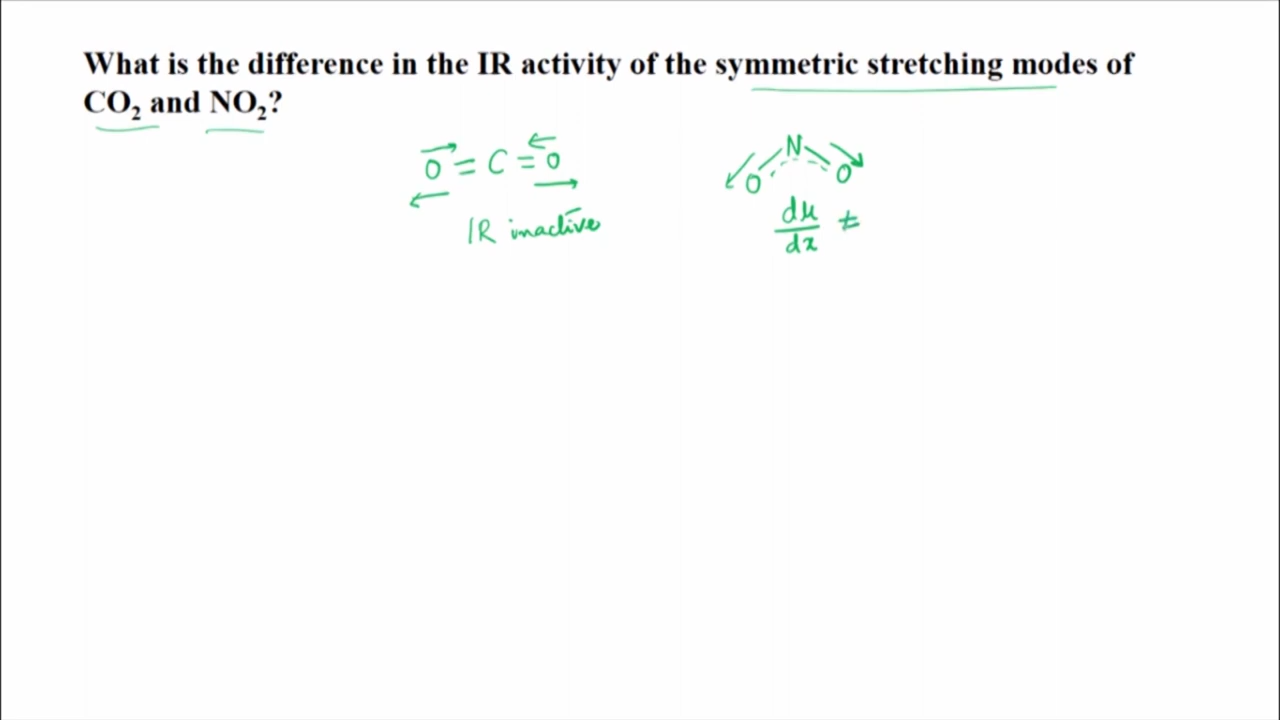 What is the difference in the IR activity of the symmetric stretching modes of
CO₂ and NO₂?
O = C = O
IR inactive
N
O O
dμ/dx ≠